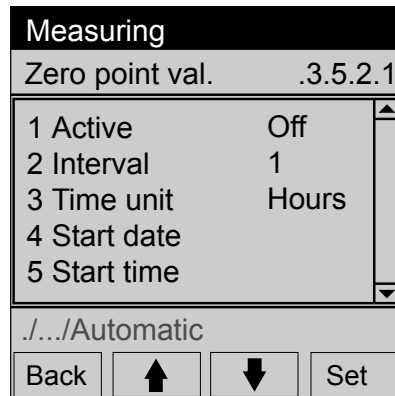 Measuring
Zero point val. .3.5.2.1
1 Active Off
2 Interval 1
3 Time unit Hours
4 Start date
5 Start time
./.../Automatic
Back Set